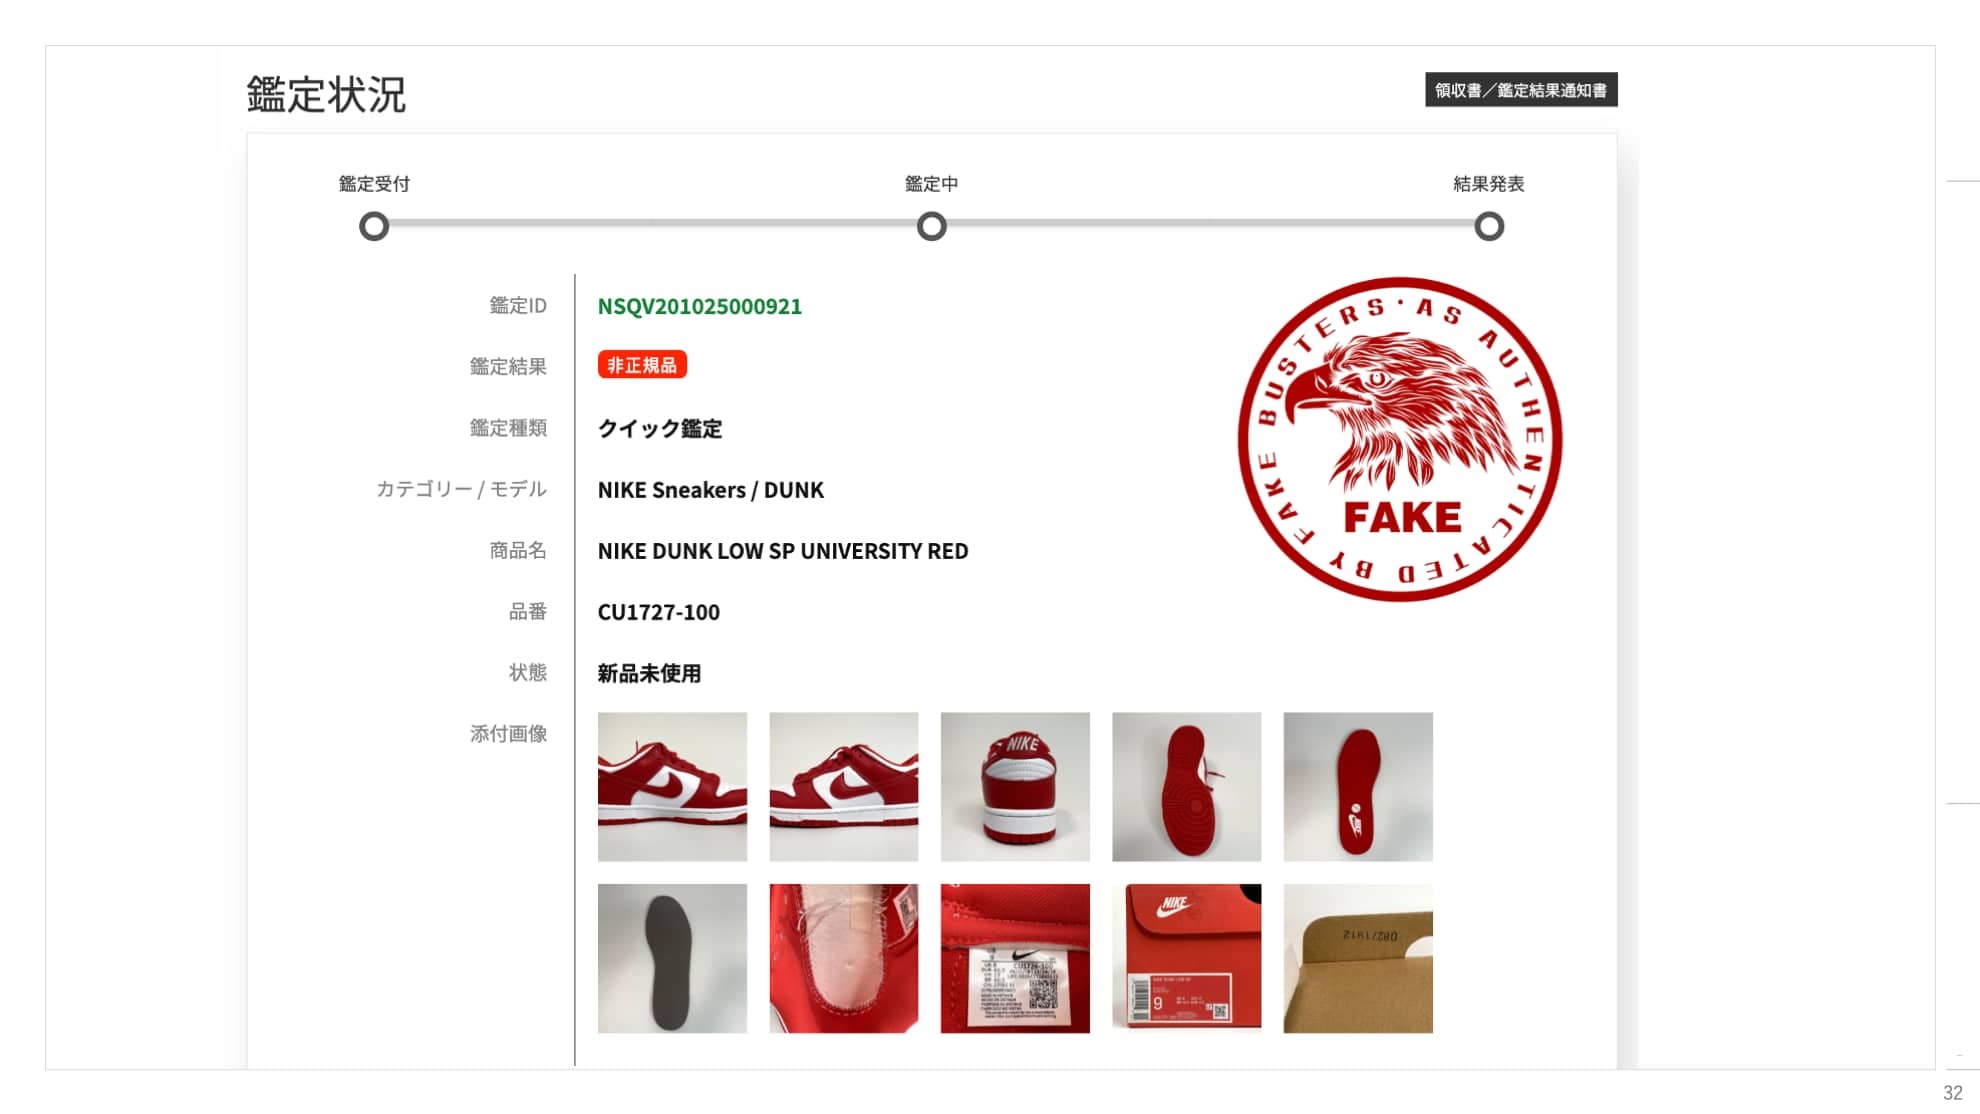 鑑定状況
領収書／鑑定結果通知書
鑑定受付
鑑定中
結果発表
鑑定ID
NSQV201025000921
鑑定結果
非正規品
鑑定種類
クイック鑑定
カテゴリー / モデル
NIKE Sneakers / DUNK
商品名
NIKE DUNK LOW SP UNIVERSITY RED
品番
CU1727-100
状態
新品未使用
添付画像
FAKE BUSTERS · AS AUTHENTICATED BY
FAKE
NIKE
NIKE
NIKE
9
32